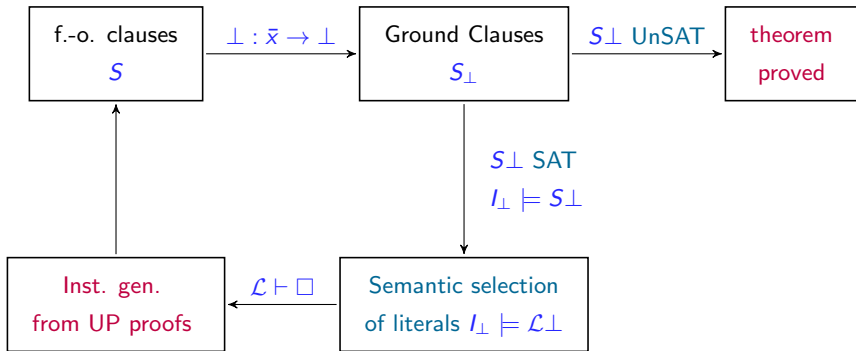 f.-o. clauses
S
⊥ : x̄ → ⊥
Ground Clauses
S⊥
S⊥ UnSAT
theorem
proved
S⊥ SAT
I⊥ ⊨ S⊥
Inst. gen.
from UP proofs
ℒ ⊢ □
Semantic selection
of literals I⊥ ⊨ ℒ⊥